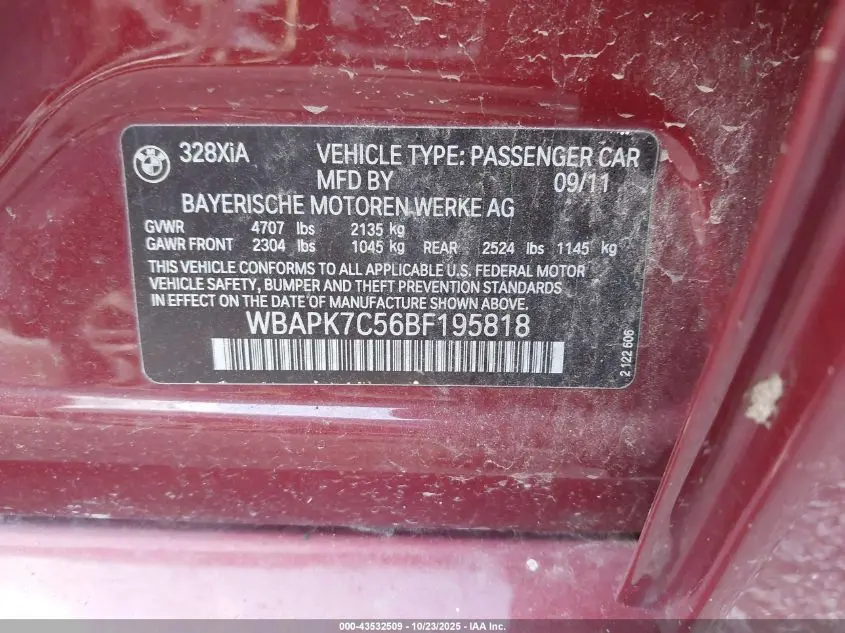 328XiA VEHICLE TYPE: PASSENGER CAR
MFD BY 09/11
BAYERISCHE MOTOREN WERKE AG
GVWR 4707 lbs 2135 kg
GAWR FRONT 2304 lbs 1045 kg REAR 2524 lbs 1145 kg
THIS VEHICLE CONFORMS TO ALL APPLICABLE U.S. FEDERAL MOTOR
VEHICLE SAFETY, BUMPER AND THEFT PREVENTION STANDARDS
IN EFFECT ON THE DATE OF MANUFACTURE SHOWN ABOVE.
WBAPK7C56BF195818
2 122 606
000-43532509 - 10/23/2025 - IAA Inc.